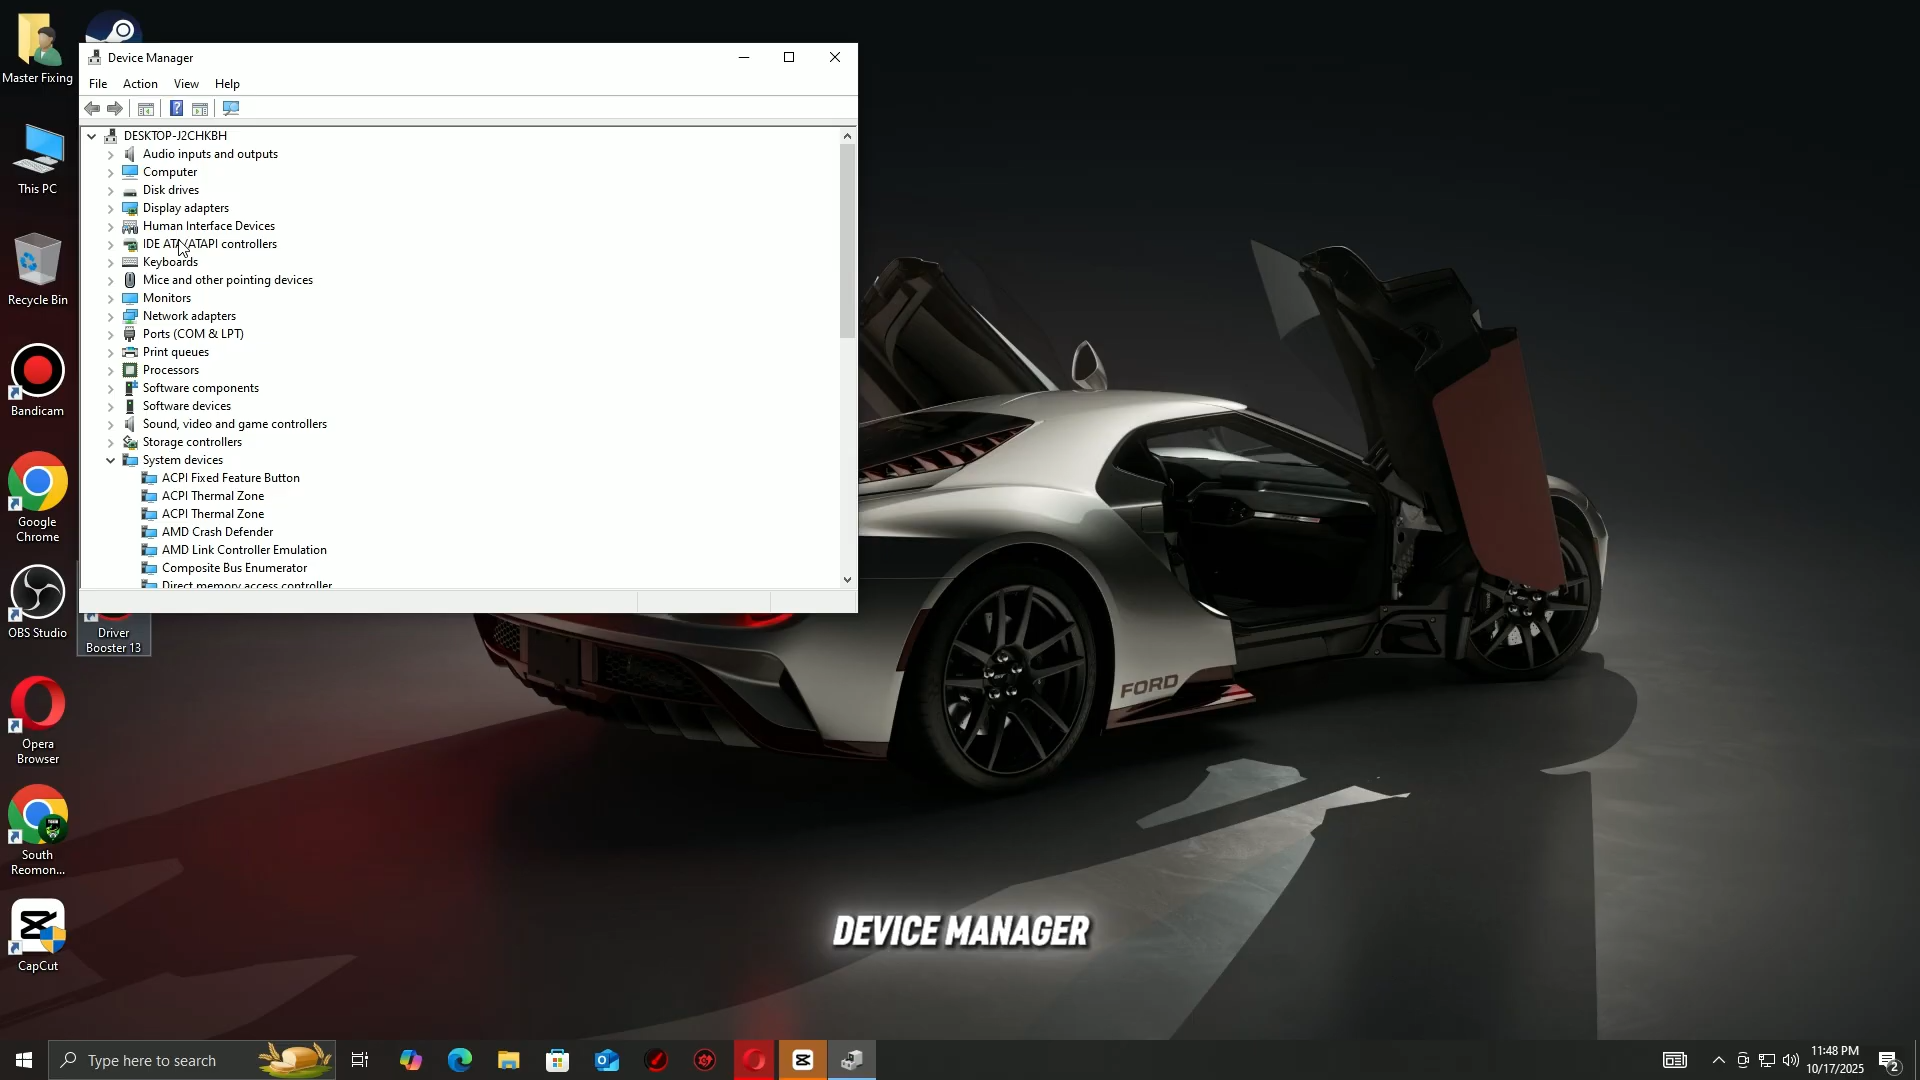 Master Fixing
This PC
Recycle Bin
Bandicam
Google
Chrome
OBS Studio
Opera
Browser
South
Reomon...
CapCut
Driver
Booster 13
Device Manager
File Action View Help
DESKTOP-J2CHKBH
Audio inputs and outputs
Computer
Disk drives
Display adapters
Human Interface Devices
IDE ATA/ATAPI controllers
Keyboards
Mice and other pointing devices
Monitors
Network adapters
Ports (COM & LPT)
Print queues
Processors
Software components
Software devices
Sound, video and game controllers
Storage controllers
System devices
ACPI Fixed Feature Button
ACPI Thermal Zone
ACPI Thermal Zone
AMD Crash Defender
AMD Link Controller Emulation
Composite Bus Enumerator
Direct memory access controller
FORD
DEVICE MANAGER
Type here to search
11:48 PM
10/17/2025
2